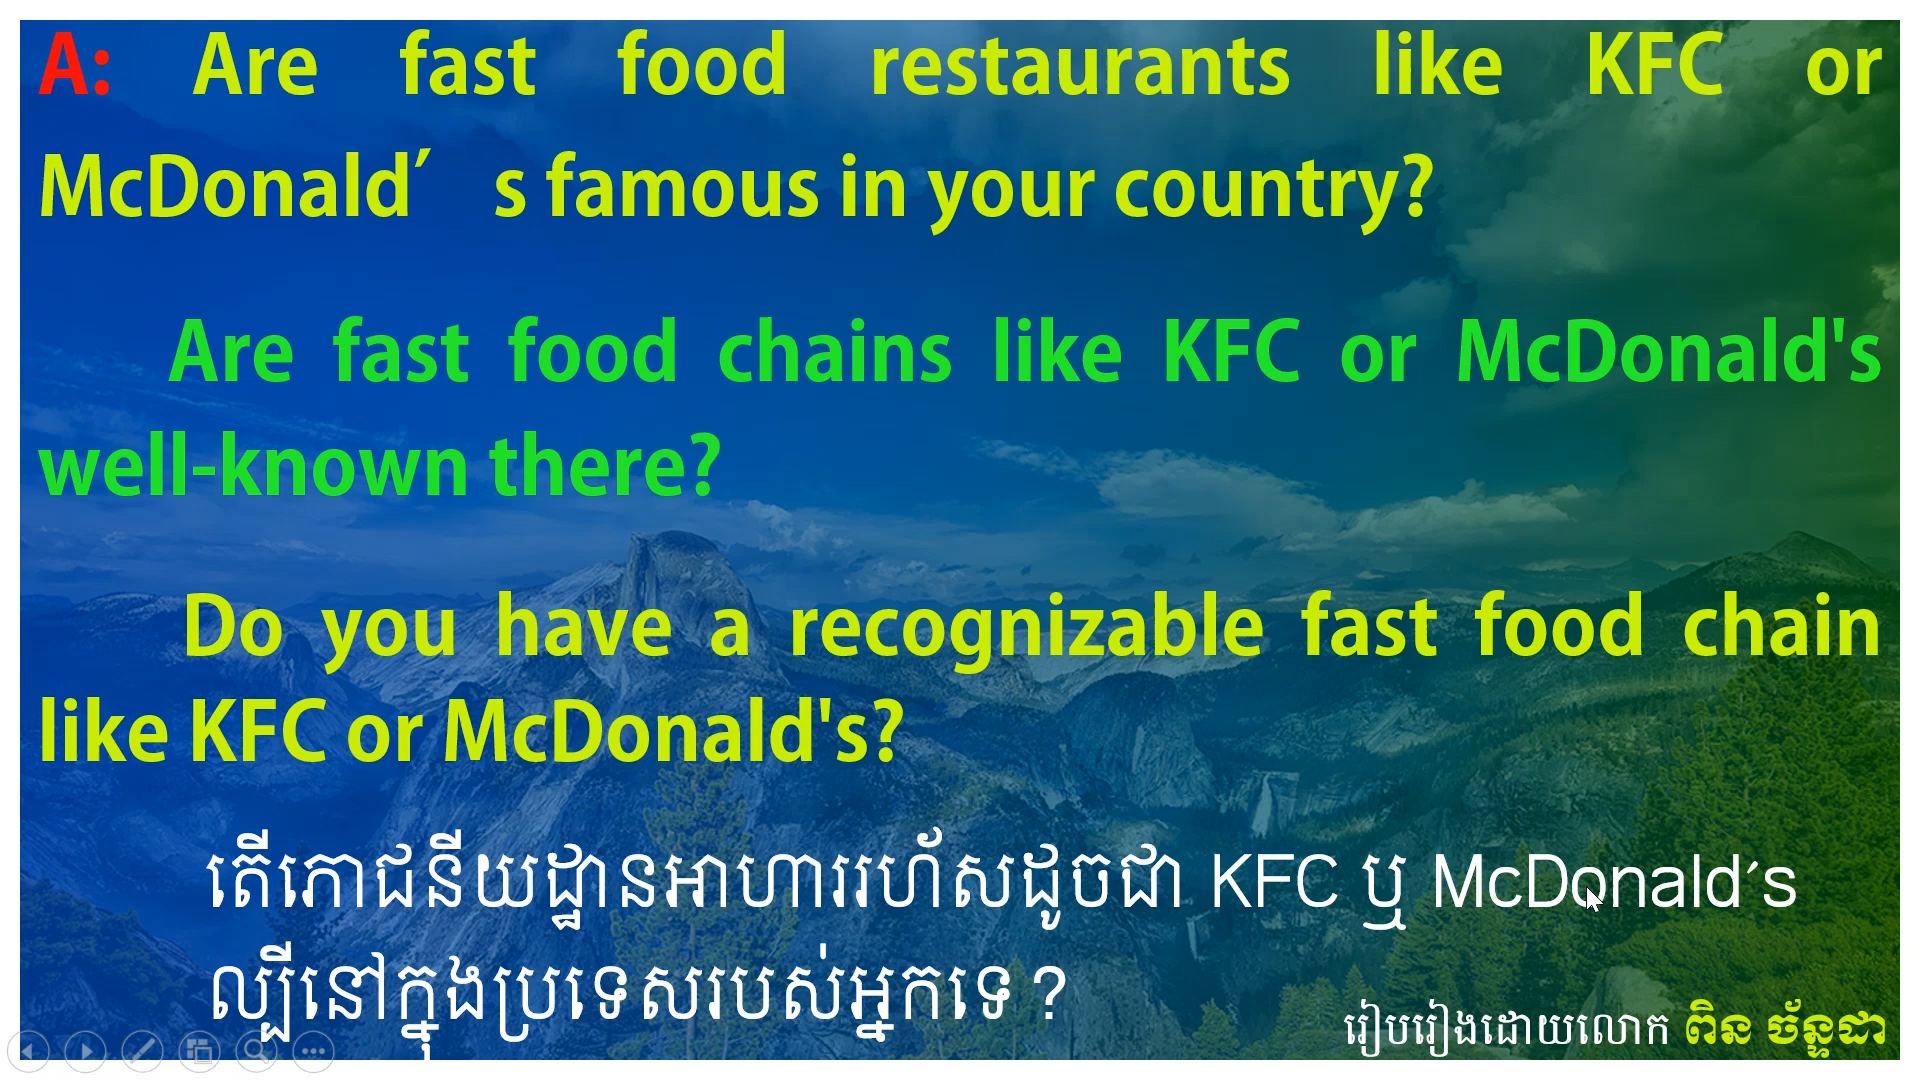 A: Are fast food restaurants like KFC or
McDonald′ s famous in your country?
Are fast food chains like KFC or McDonald's
well-known there?
Do you have a recognizable fast food chain
like KFC or McDonald's?
តើភោជនីយដ្ឋានអាហាររហ័សដូចជា KFC ឬ McDonald′s
ល្បីនៅក្នុងប្រទេសរបស់អ្នកទេ ?
រៀបរៀងដោយលោក ពិន ច័ន្ទដា